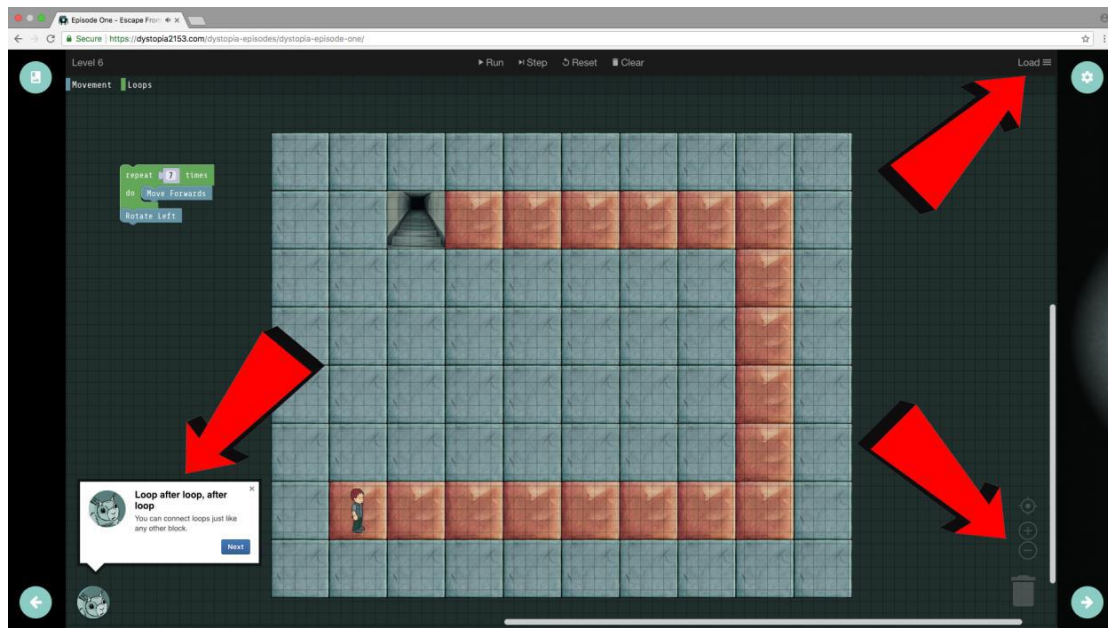 Episode One - Escape From
Secure https://dystopia2153.com/dystopia-episodes/dystopia-episode-one/
Level 6 Run Step Reset Clear Load
Movement Loops
repeat 7 times
do Move Forwards
Rotate Left
Loop after loop, after
loop
You can connect loops just like
any other block.
Next